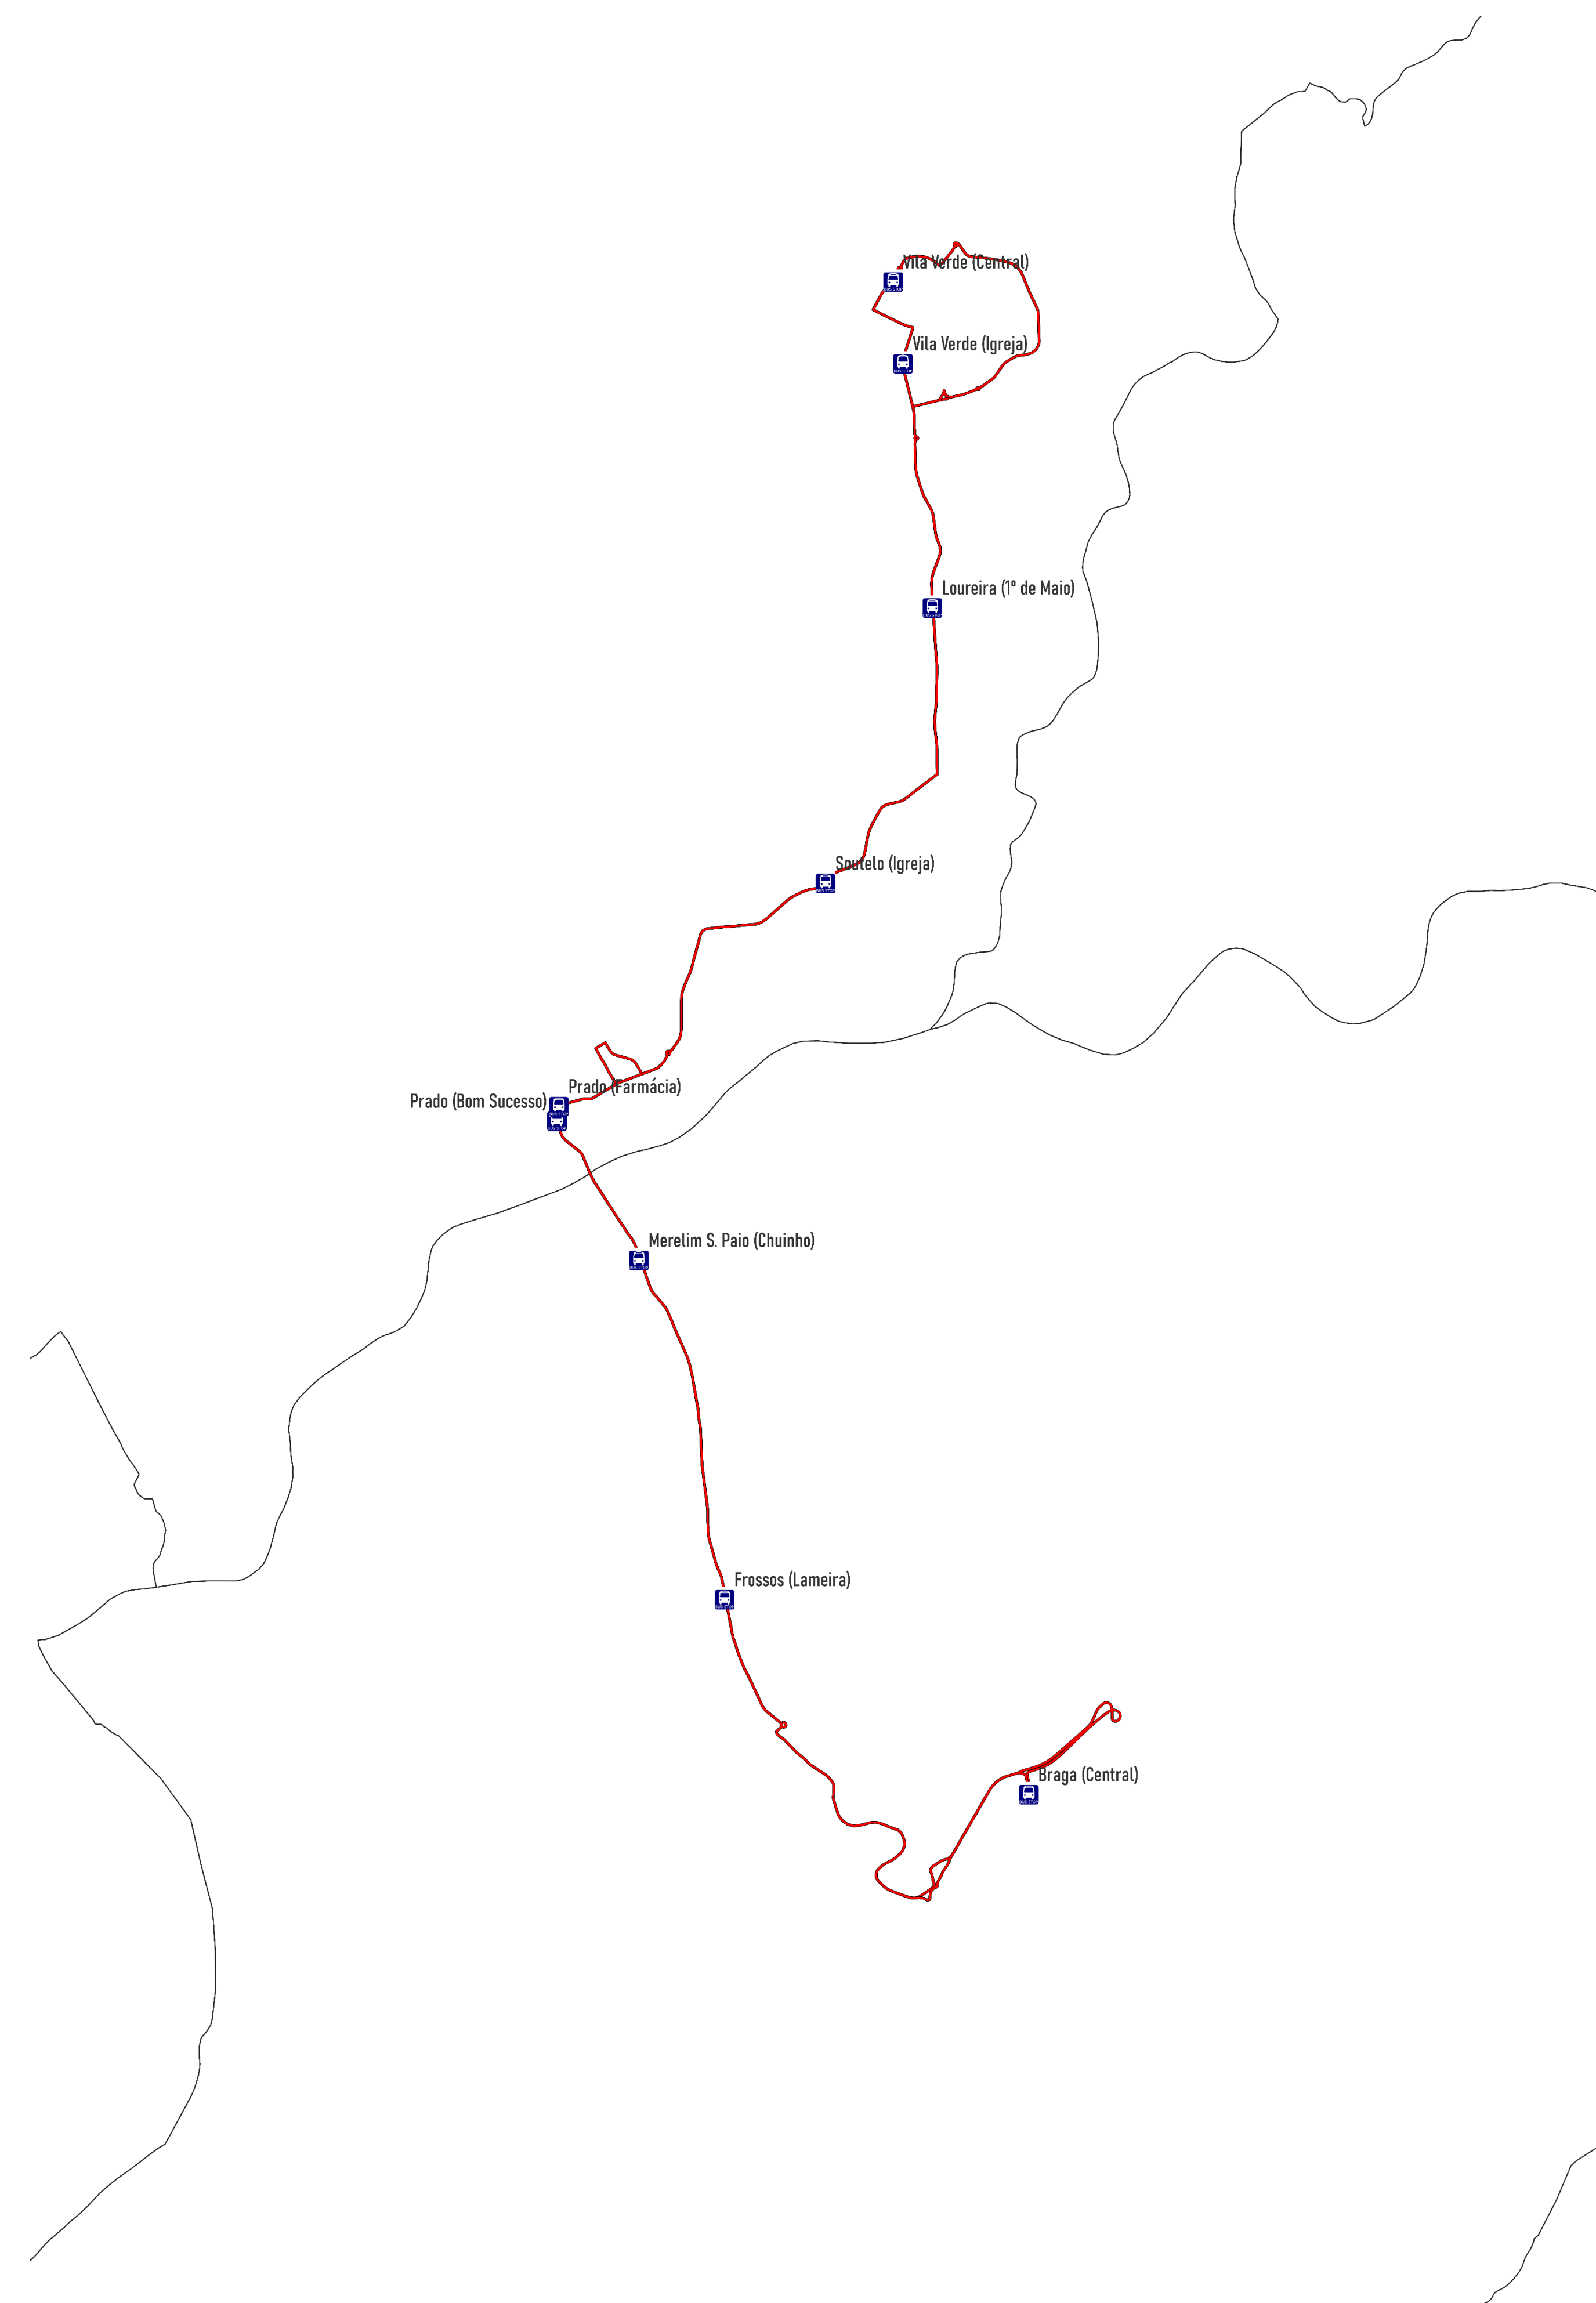 Vila Verde (Central)
Vila Verde (Igreja)
Loureira (1º de Maio)
Soutelo (Igreja)
Prado (Farmácia)
Prado (Bom Sucesso)
Merelim S. Paio (Chuinho)
Frossos (Lameira)
Braga (Central)